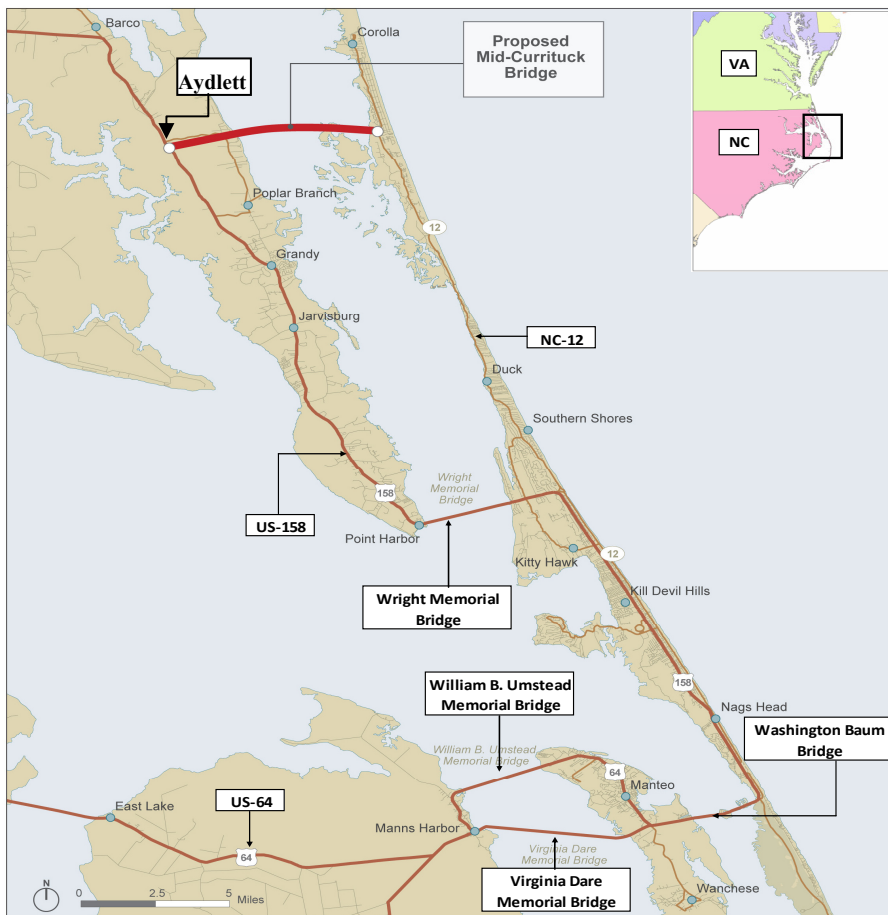 Barco
Corolla
Proposed
Mid-Currituck
Bridge
Aydlett
VA
NC
Poplar Branch
12
Grandy
Jarvisburg
NC-12
Duck
Southern Shores
Wright
Memorial
Bridge
158
US-158
Point Harbor
Kitty Hawk
12
Wright Memorial
Bridge
Kill Devil Hills
William B. Umstead
Memorial Bridge
158
Nags Head
Washington Baum
Bridge
William B. Umstead
Memorial Bridge
64
Manteo
US-64
East Lake
Manns Harbor
64
Virginia Dare
Memorial Bridge
Virginia Dare
Memorial Bridge
Wanchese
N
0 2.5 5
Miles